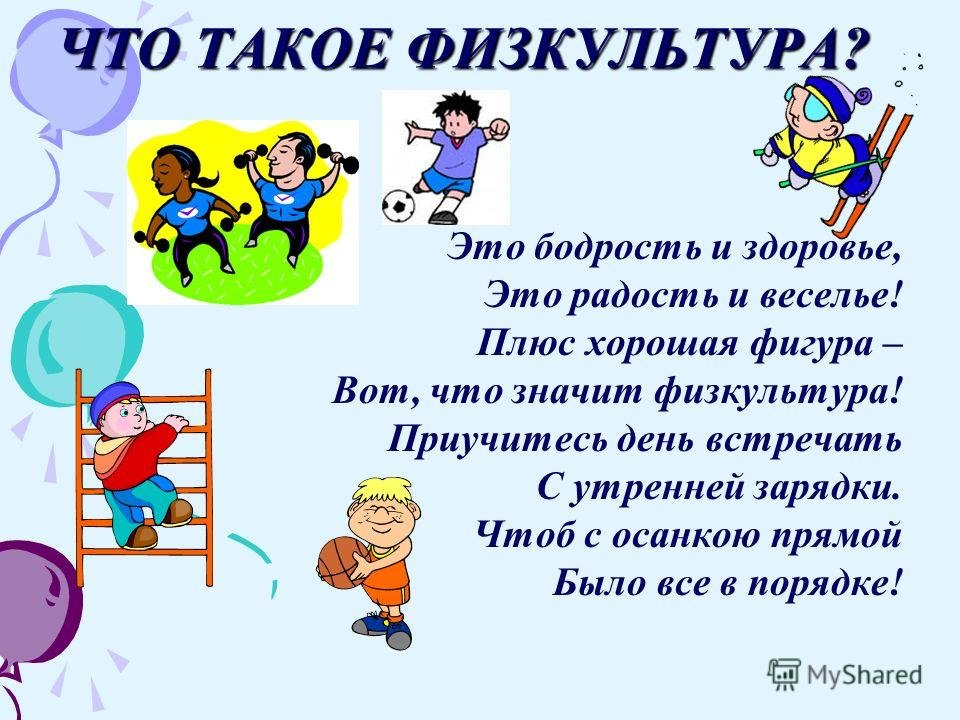 ЧТО ТАКОЕ ФИЗКУЛЬТУРА?
Это бодрость и здоровье,
Это радость и веселье!
Плюс хорошая фигура –
Вот, что значит физкультура!
Приучитесь день встречать
С утренней зарядки.
Чтоб с осанкою прямой
Было все в порядке!
MyShared